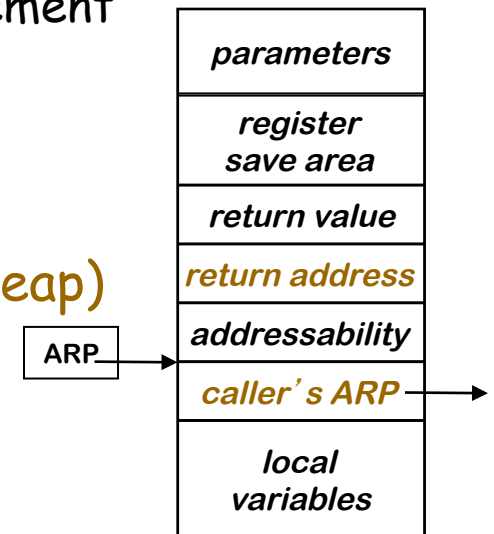 ement
parameters
register
save area
return value
return address
eap)
addressability
ARP
caller's ARP
local
variables